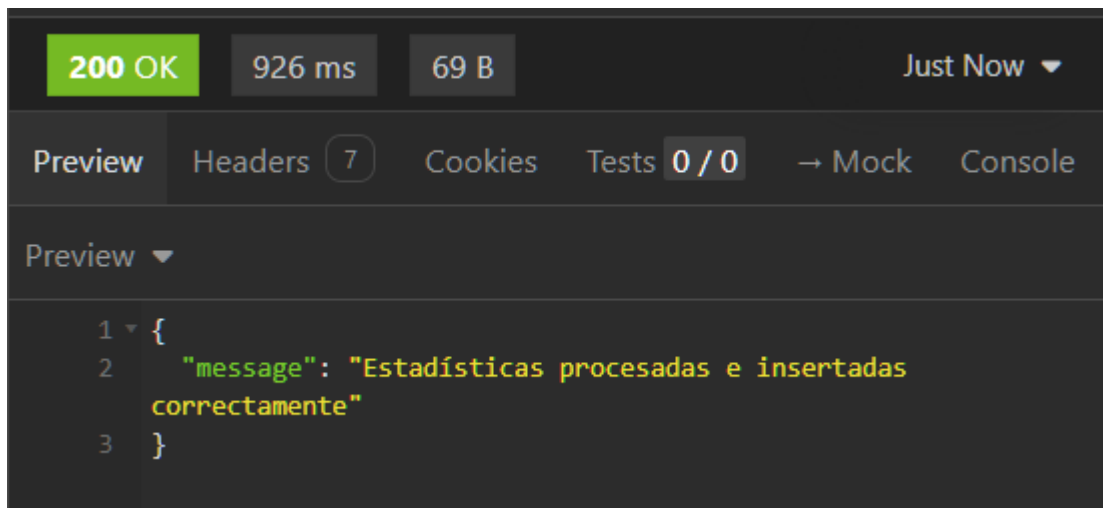 200 OK 926 ms 69 B Just Now
Preview Headers 7 Cookies Tests 0 / 0 → Mock Console
Preview
1 {
2 "message": "Estadísticas procesadas e insertadas
correctamente"
3 }